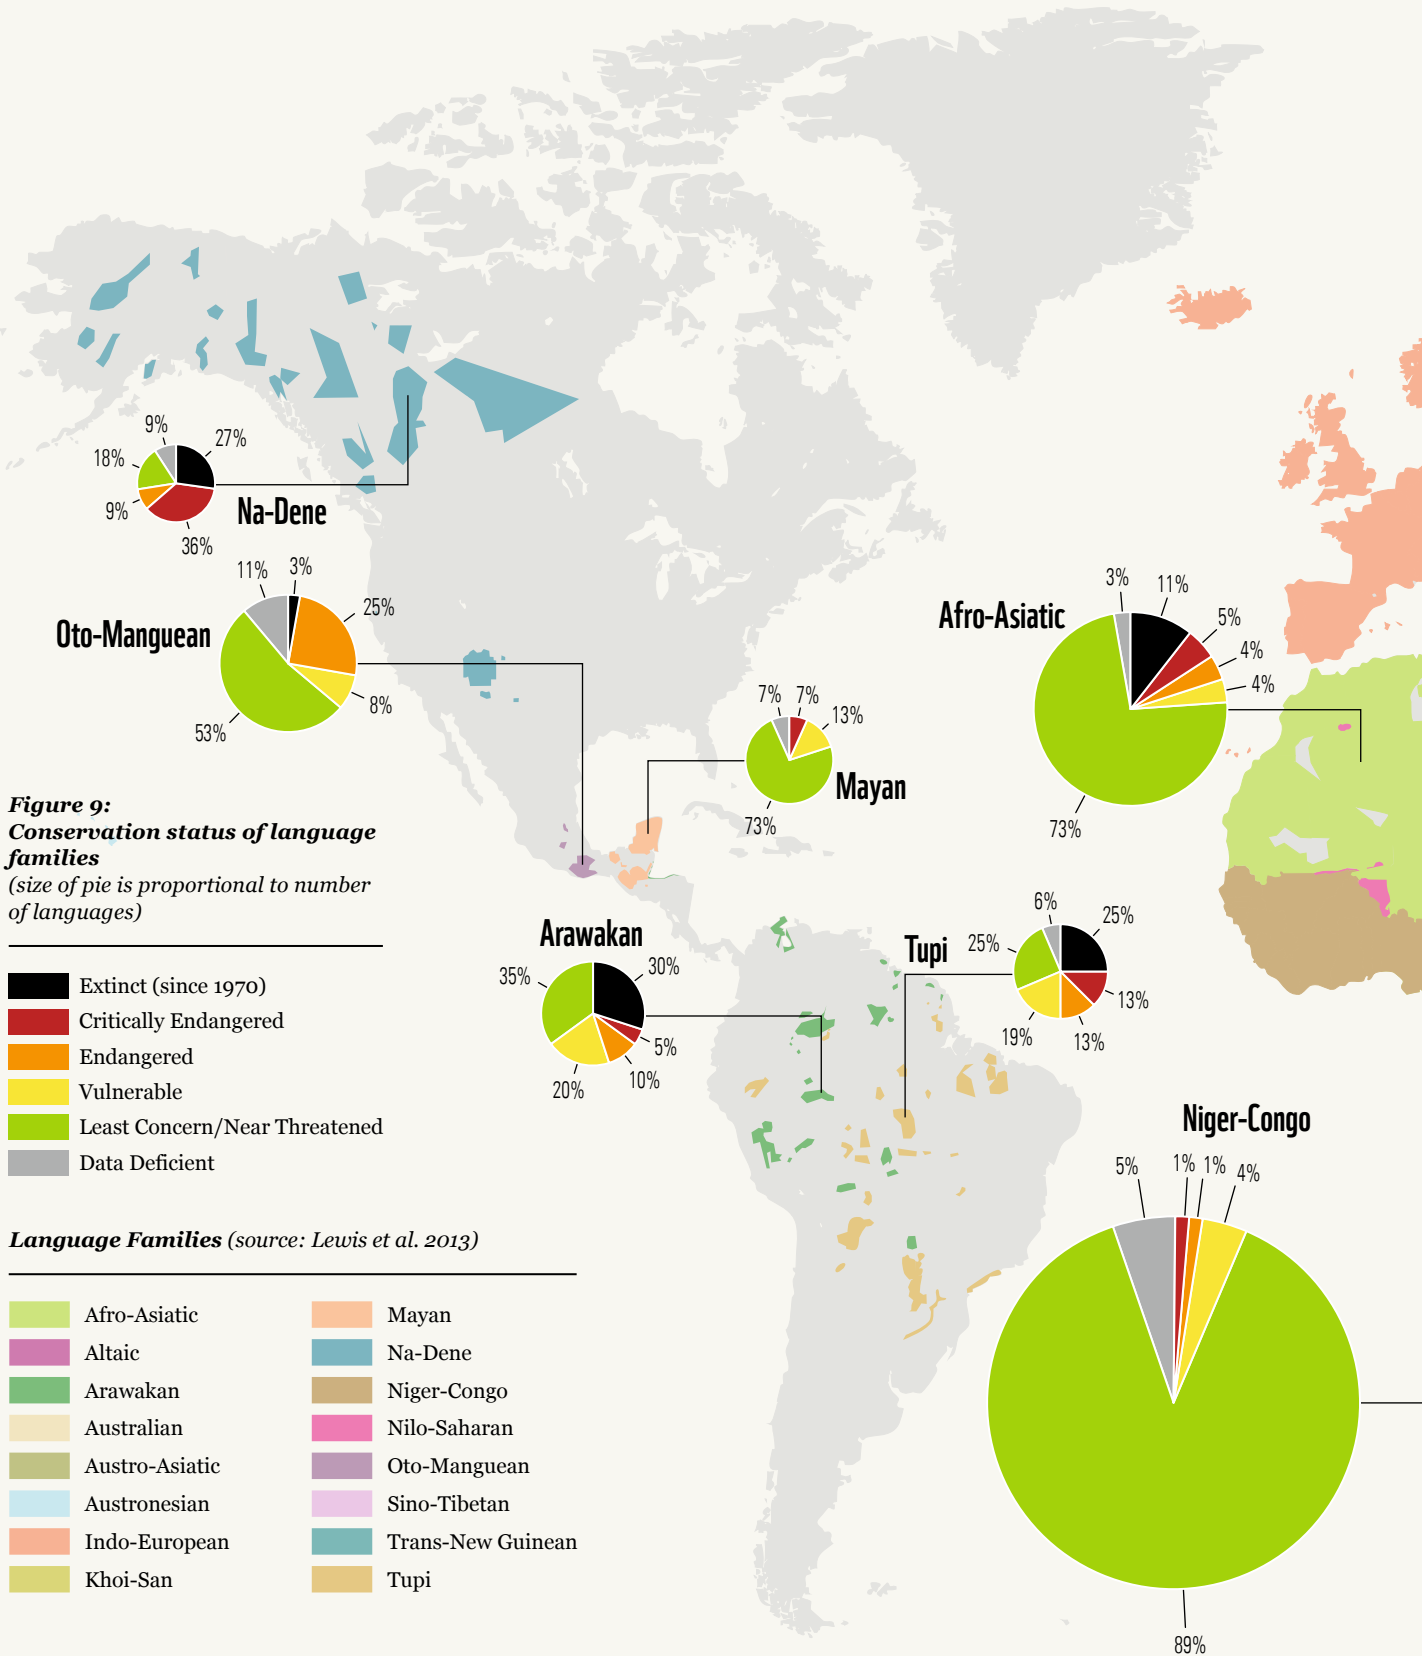 9%
27%
18%
9%
36%
Na-Dene
11%
3%
25%
Oto-Manguean
8%
53%
3%
11%
Afro-Asiatic
5%
4%
4%
73%
7%
7%
13%
Mayan
73%
Figure 9:
Conservation status of language
families
(size of pie is proportional to number
of languages)
Extinct (since 1970)
Critically Endangered
Endangered
Vulnerable
Least Concern/Near Threatened
Data Deficient
Arawakan
35%
30%
5%
10%
20%
Tupi
6%
25%
25%
13%
13%
19%
Niger-Congo
5%
1%
1%
4%
89%
Language Families (source: Lewis et al. 2013)
Afro-Asiatic
Altaic
Arawakan
Australian
Austro-Asiatic
Austronesian
Indo-European
Khoi-San
Mayan
Na-Dene
Niger-Congo
Nilo-Saharan
Oto-Manguean
Sino-Tibetan
Trans-New Guinean
Tupi